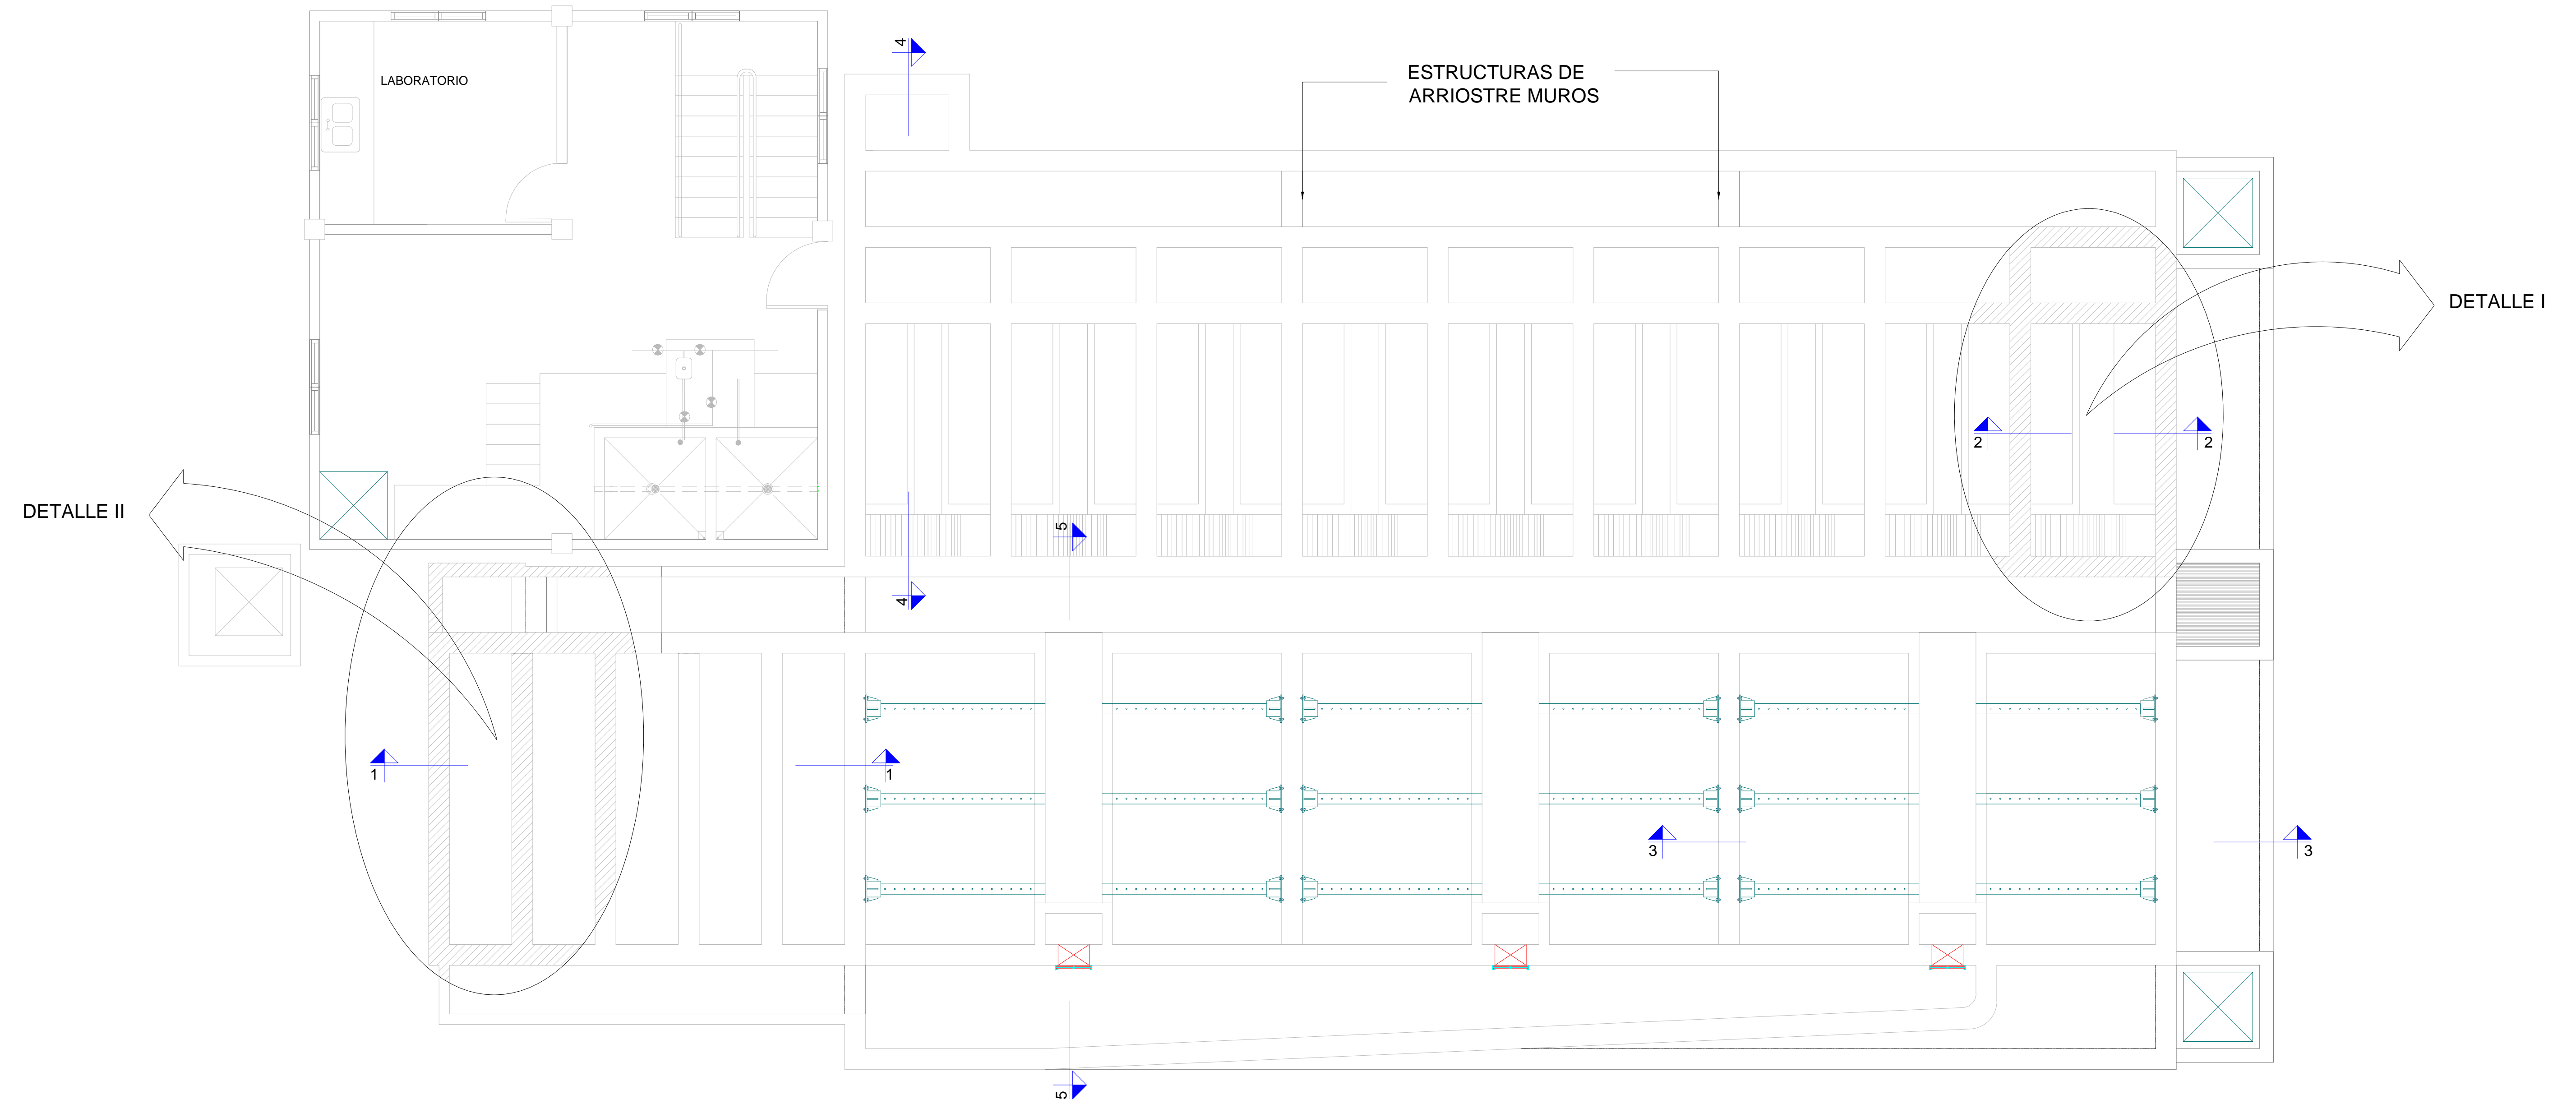 4
ESTRUCTURAS DE
ARRIOSTRE MUROS
LABORATORIO
DETALLE I
2
2
DETALLE II
5
4
1
1
3
3
5